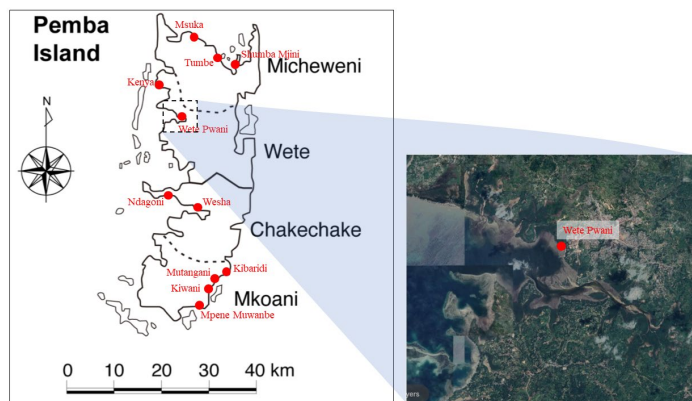 Pemba
Island
Msuka
Tumbe
Shumba Mjini
Micheweni
Kenya
N
Wete Pwani
Wete
Ndagoni
Wesha
Chakechake
Mutangani
Kibaridi
Kiwani
Mkoani
Mpene Muwanbe
0 10 20 30 40 km
Wete Pwani
yers